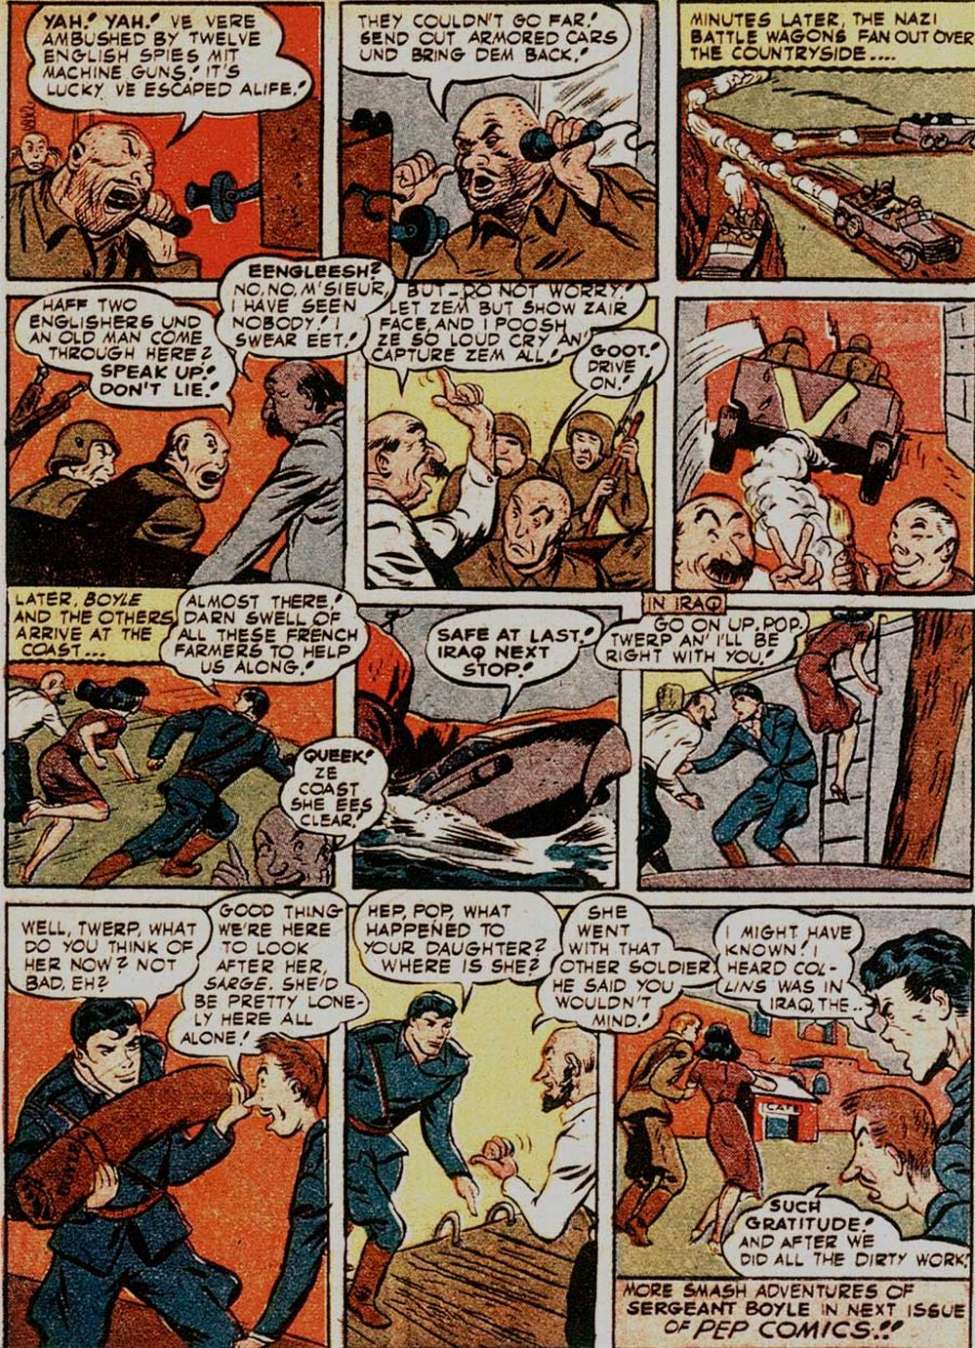 YAH! YAH! VE VERE
AMBUSHED BY TWELVE
ENGLISH SPIES MIT
MACHINE GUNS! IT'S
LUCKY VE ESCAPED ALIFE!
THEY COULDN'T GO FAR!
SEND OUT ARMORED CARS
UND BRING DEM BACK!
MINUTES LATER, THE NAZI
BATTLE WAGONS FAN OUT OVER
THE COUNTRYSIDE....
HAFF TWO
ENGLISHERS UND
AN OLD MAN COME
THROUGH HERE?
SPEAK UP!
DON'T LIE!
EENGLEESH?
NO, NO, M'SIEUR,
I HAVE SEEN
NOBODY! I
SWEAR EET!
BUT-DO NOT WORRY!
LET ZEM BUT SHOW ZAIR
FACE, AND I POOSH
ZE SO LOUD CRY AN'
CAPTURE ZEM ALL!
GOOT!
DRIVE
ON!
V
LATER, BOYLE
AND THE OTHERS
ARRIVE AT THE
COAST...
ALMOST THERE!
DARN SWELL OF
ALL THESE FRENCH
FARMERS TO HELP
US ALONG!
QUEEK!
ZE
COAST
SHE EES
CLEAR!
SAFE AT LAST!
IRAQ NEXT
STOP!
IN IRAQ
GO ON UP, POP.
TWERP AN' I'LL BE
RIGHT WITH YOU!
WELL, TWERP, WHAT
DO YOU THINK OF
HER NOW? NOT
BAD, EH?
GOOD THING
WE'RE HERE
TO LOOK
AFTER HER,
SARGE. SHE'D
BE PRETTY LONE-
LY HERE ALL
ALONE!
HEP, POP, WHAT
HAPPENED TO
YOUR DAUGHTER?
WHERE IS SHE?
SHE
WENT
WITH THAT
OTHER SOLDIER.
HE SAID YOU
WOULDN'T
MIND!
I MIGHT HAVE
KNOWN! I
HEARD COL-
LINS WAS IN
IRAQ, THE..
CAFE
SUCH
GRATITUDE!
AND AFTER WE
DID ALL THE DIRTY WORK!
MORE SMASH ADVENTURES OF
SERGEANT BOYLE IN NEXT ISSUE
OF PEP COMICS!!